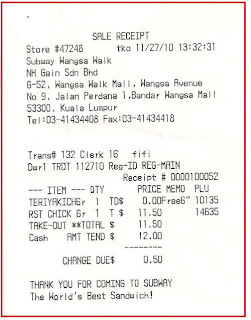 SALE RECEIPT
Store #47248 tko 11/27/10 13:32:31
Subway Wangsa Walk
NH Gain Sdn Bhd
G-52, Wangsa Walk Mall, Wangsa Avenue
No 9, Jalan Perdana 1,Bandar Wangsa Mall
53300, Kuala Lumpur
Tel:03-41434408 Fax:03-41434418
Trans# 132 Clerk 16 fifi
Dwr1 TRDT 112710 Reg-ID REG-MAIN
Receipt # 0000100052
--- ITEM --- QTY PRICE MEMO PLU
TERIYAKICHGr 1 TD$ 0.00Free6" 10135
RST CHICK Gr 1 T $ 11.50 14635
TAKE-OUT **TOTAL $ 11.50
Cash AMT TEND $ 12.00
--------
CHANGE DUE$ 0.50
THANK YOU FOR COMING TO SUBWAY
The World's Best Sandwich!